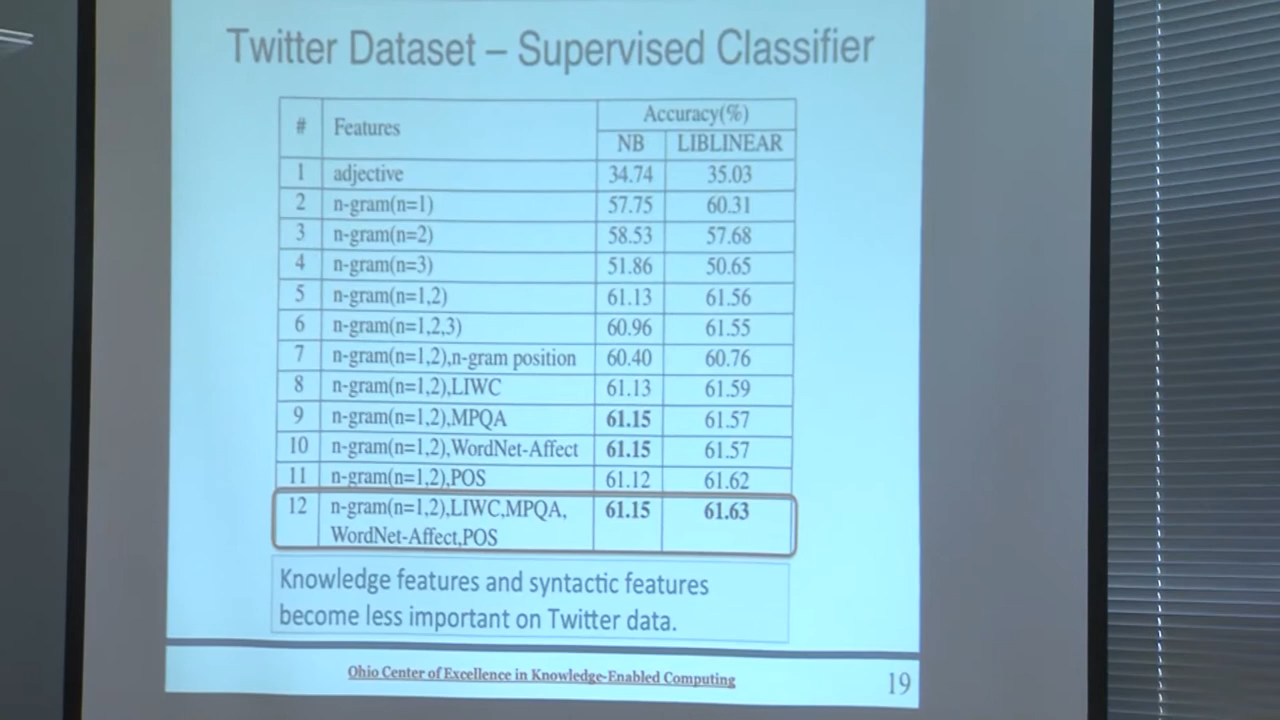 Twitter Dataset – Supervised Classifier
# Features Accuracy(%)
NB LIBLINEAR
1 adjective 34.74 35.03
2 n-gram(n=1) 57.75 60.31
3 n-gram(n=2) 58.53 57.68
4 n-gram(n=3) 51.86 50.65
5 n-gram(n=1,2) 61.13 61.56
6 n-gram(n=1,2,3) 60.96 61.55
7 n-gram(n=1,2),n-gram position 60.40 60.76
8 n-gram(n=1,2),LIWC 61.13 61.59
9 n-gram(n=1,2),MPQA 61.15 61.57
10 n-gram(n=1,2),WordNet-Affect 61.15 61.57
11 n-gram(n=1,2),POS 61.12 61.62
12 n-gram(n=1,2),LIWC,MPQA, 61.15 61.63
WordNet-Affect,POS
Knowledge features and syntactic features
become less important on Twitter data.
Ohio Center of Excellence in Knowledge-Enabled Computing
19